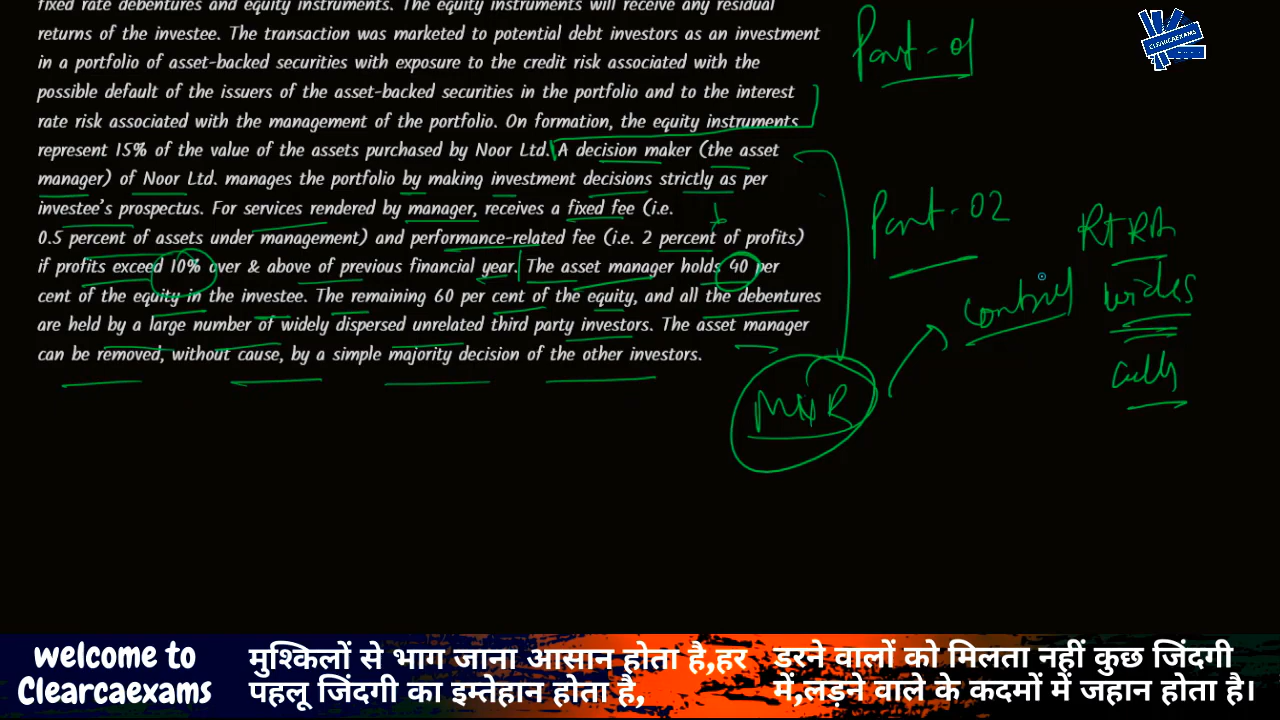 fixed rate debentures and equity instruments. The equity instruments will receive any residual
returns of the investee. The transaction was marketed to potential debt investors as an investment
in a portfolio of asset-backed securities with exposure to the credit risk associated with the
possible default of the issuers of the asset-backed securities in the portfolio and to the interest
rate risk associated with the management of the portfolio. On formation, the equity instruments
represent 15% of the value of the assets purchased by Noor Ltd. A decision maker (the asset
manager) of Noor Ltd. manages the portfolio by making investment decisions strictly as per
investee's prospectus. For services rendered by manager, receives a fixed fee (i.e.
0.5 percent of assets under management) and performance-related fee (i.e. 2 percent of profits)
if profits exceed 10% over & above of previous financial year. The asset manager holds 40 per
cent of the equity in the investee. The remaining 60 per cent of the equity, and all the debentures
are held by a large number of widely dispersed unrelated third party investors. The asset manager
can be removed, without cause, by a simple majority decision of the other investors.
Part-01
CLEARCAEXAMS
Part-02
control
welcome to
Clearcaexams
मुश्किलों से भाग जाना आसान होता है,हर
पहलू जिंदगी का इम्तेहान होता है,
डरने वालों को मिलता नहीं कुछ जिंदगी
में,लड़ने वाले के कदमों में जहान होता है।